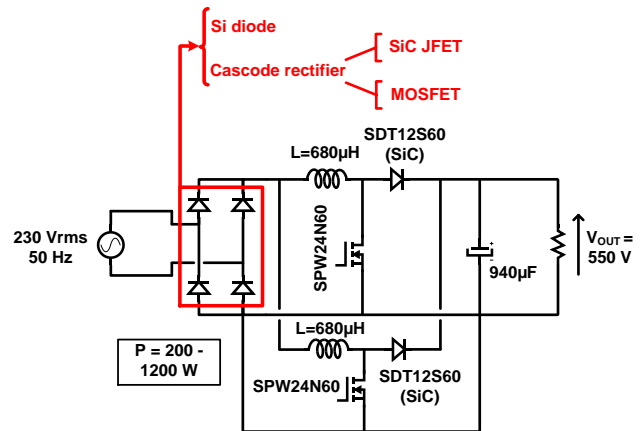 Si diode
SiC JFET
Cascode rectifier
MOSFET
SDT12S60
(SiC)
L=680µH
SPW24N60
230 Vrms
50 Hz
+
-
940µF
VOUT =
550 V
L=680µH
P = 200 -
1200 W
SPW24N60
SDT12S60
(SiC)